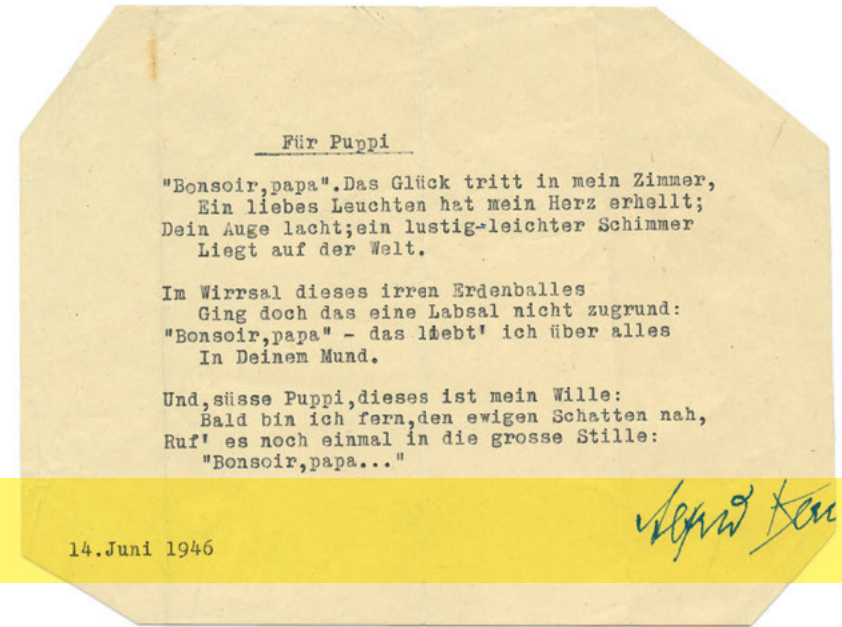 Für Puppi
"Bonsoir,papa".Das Glück tritt in mein Zimmer,
Ein liebes Leuchten hat mein Herz erhellt;
Dein Auge lacht;ein lustig-leichter Schimmer
Liegt auf der Welt.
Im Wirrsal dieses irren Erdenballes
Ging doch das eine Labsal nicht zugrund:
"Bonsoir,papa" - das liebt' ich über alles
In Deinem Mund.
Und,süsse Puppi,dieses ist mein Wille:
Bald bin ich fern,den ewigen Schatten nah,
Ruf' es noch einmal in die grosse Stille:
"Bonsoir,papa..."
Alfred Kerr
14.Juni 1946